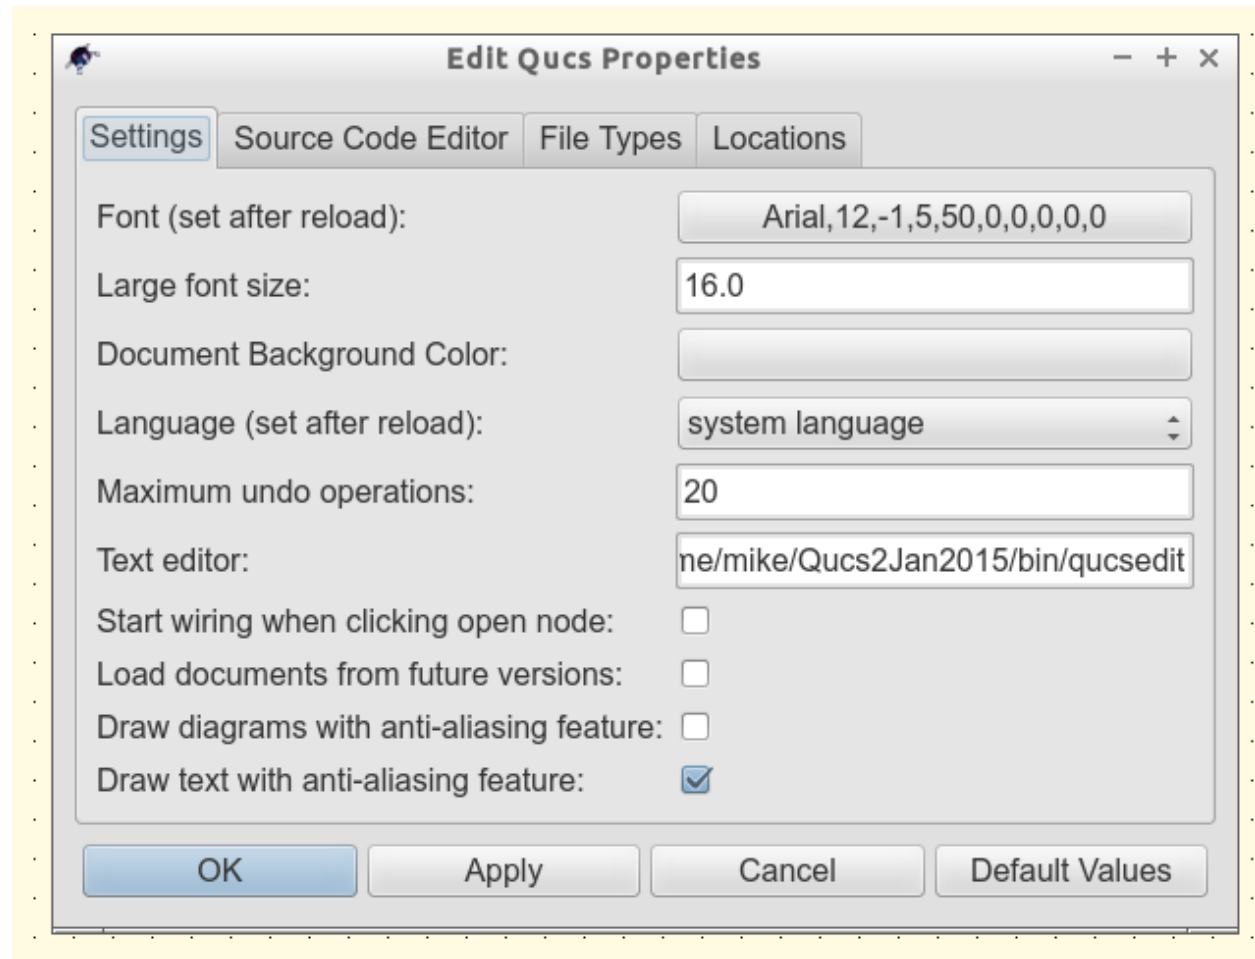 Edit Qucs Properties
Settings Source Code Editor File Types Locations
Font (set after reload): Arial,12,-1,5,50,0,0,0,0,0
Large font size: 16.0
Document Background Color:
Language (set after reload): system language
Maximum undo operations: 20
Text editor: me/mike/Qucs2Jan2015/bin/qucsedit
Start wiring when clicking open node:
Load documents from future versions:
Draw diagrams with anti-aliasing feature:
Draw text with anti-aliasing feature:
OK Apply Cancel Default Values